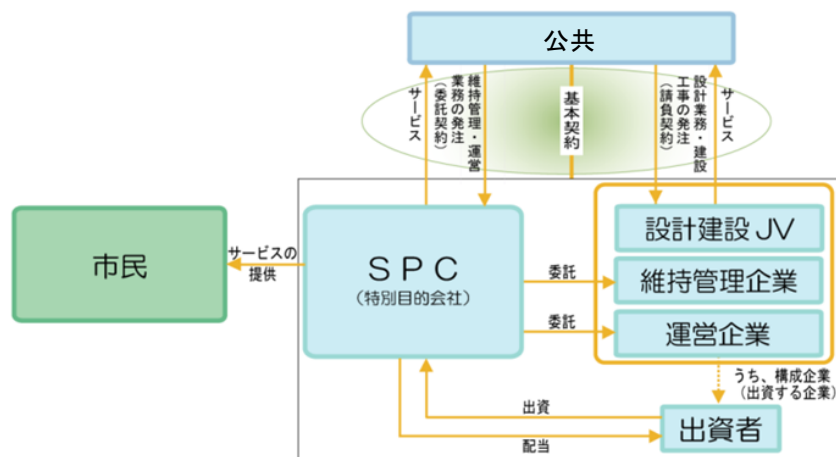 公共
サービス
維持管理・運営
業務の発注
（委託契約）
基本契約
設計業務・建設
工事の発注
（請負契約）
サービス
市民
サービスの
提供
ＳＰＣ
（特別目的会社）
委託
委託
設計建設 JV
維持管理企業
運営企業
うち、構成企業
（出資する企業）
出資
配当
出資者